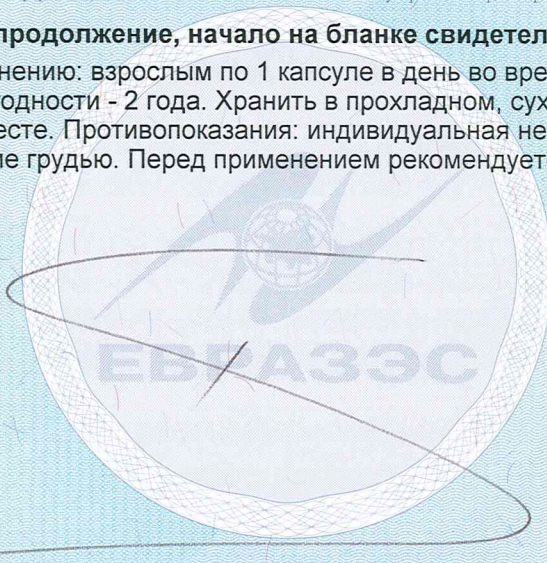 продолжение, начало на бланке свидетел
нению: взрослым по 1 капсуле в день во вре
годности - 2 года. Хранить в прохладном, сух
есте. Противопоказания: индивидуальная не
ие грудью. Перед применением рекомендует
ЕВРАЗЭС